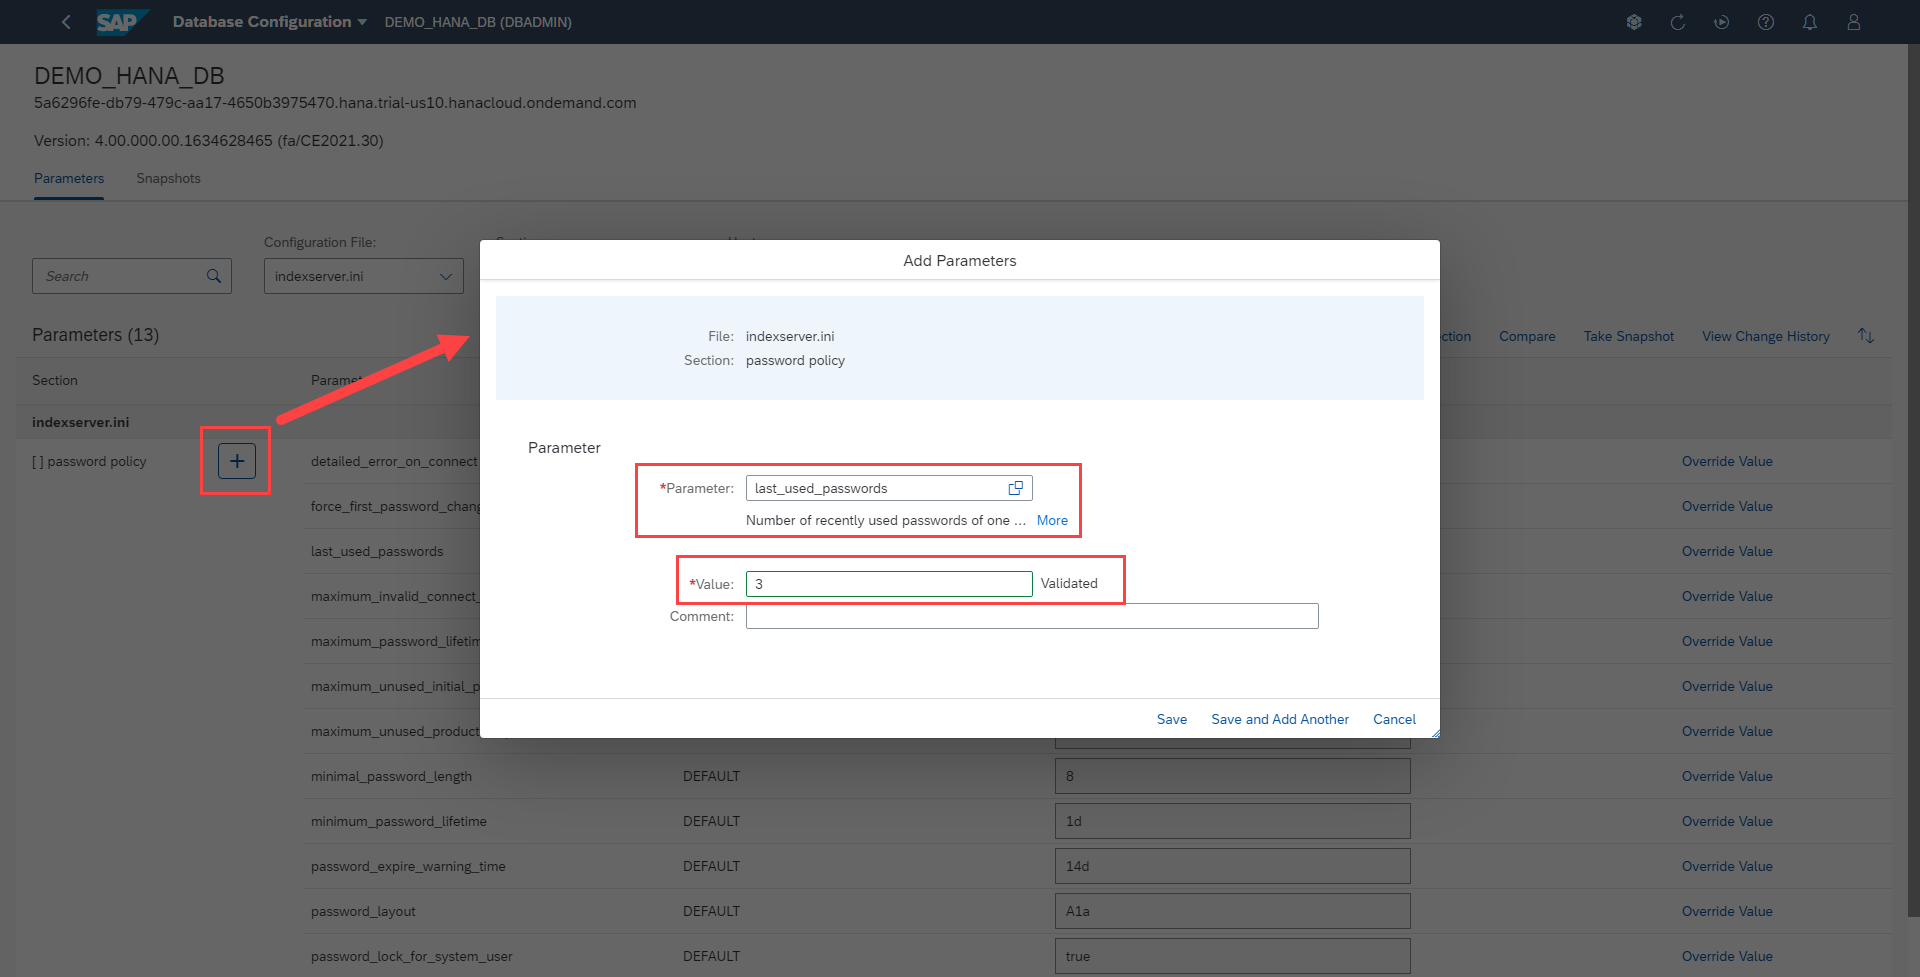 SAP Database Configuration DEMO_HANA_DB (DBADMIN)
DEMO_HANA_DB
5a6296fe-db79-479c-aa17-4650b3975470.hana.trial-us10.hanacloud.ondemand.com
Version: 4.00.000.00.1634628465 (fa/CE2021.30)
Parameters Snapshots
Configuration File:
Search indexserver.ini
Parameters (13) ction Compare Take Snapshot View Change History
Section Paramet
indexserver.ini
[ ] password policy + detailed_error_on_connect Override Value
force_first_password_chang Override Value
last_used_passwords Override Value
maximum_invalid_connect_ Override Value
maximum_password_lifetim Override Value
maximum_unused_initial_p Override Value
maximum_unused_product Override Value
minimal_password_length DEFAULT 8 Override Value
minimum_password_lifetime DEFAULT 1d Override Value
password_expire_warning_time DEFAULT 14d Override Value
password_layout DEFAULT A1a Override Value
password_lock_for_system_user DEFAULT true Override Value
Add Parameters
File: indexserver.ini
Section: password policy
Parameter
*Parameter: last_used_passwords
Number of recently used passwords of one ... More
*Value: 3 Validated
Comment:
Save Save and Add Another Cancel